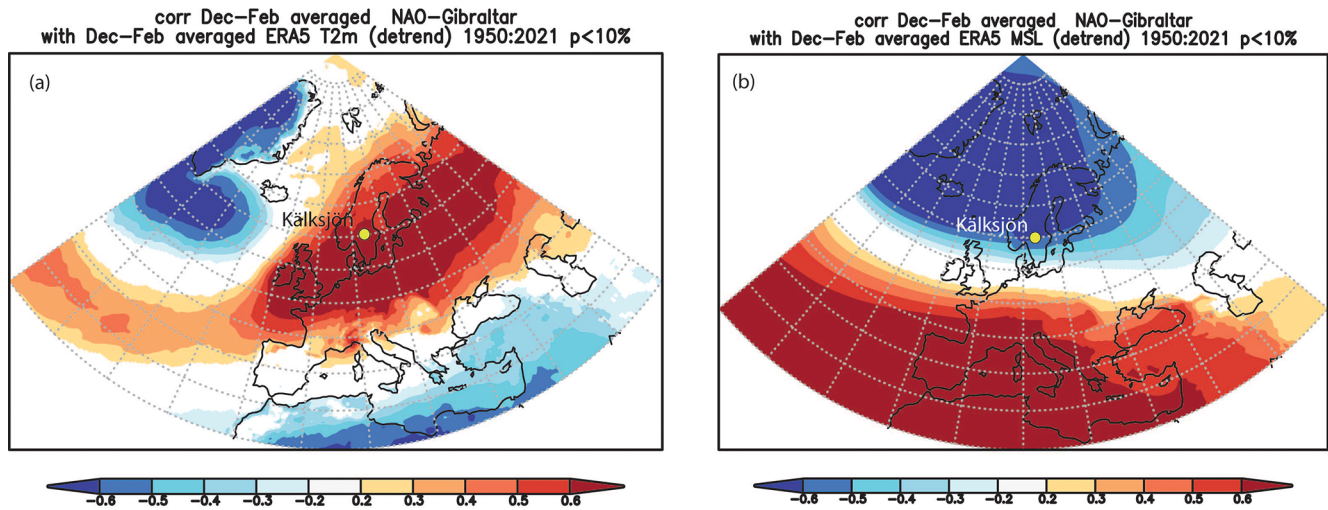 corr Dec-Feb averaged NAO-Gibraltar
with Dec-Feb averaged ERA5 T2m (detrend) 1950:2021 p<10%
(a)
Kälksjön
-0.6 -0.5 -0.4 -0.3 -0.2 0.2 0.3 0.4 0.5 0.6
corr Dec-Feb averaged NAO-Gibraltar
with Dec-Feb averaged ERA5 MSL (detrend) 1950:2021 p<10%
(b)
Kälksjön
-0.6 -0.5 -0.4 -0.3 -0.2 0.2 0.3 0.4 0.5 0.6